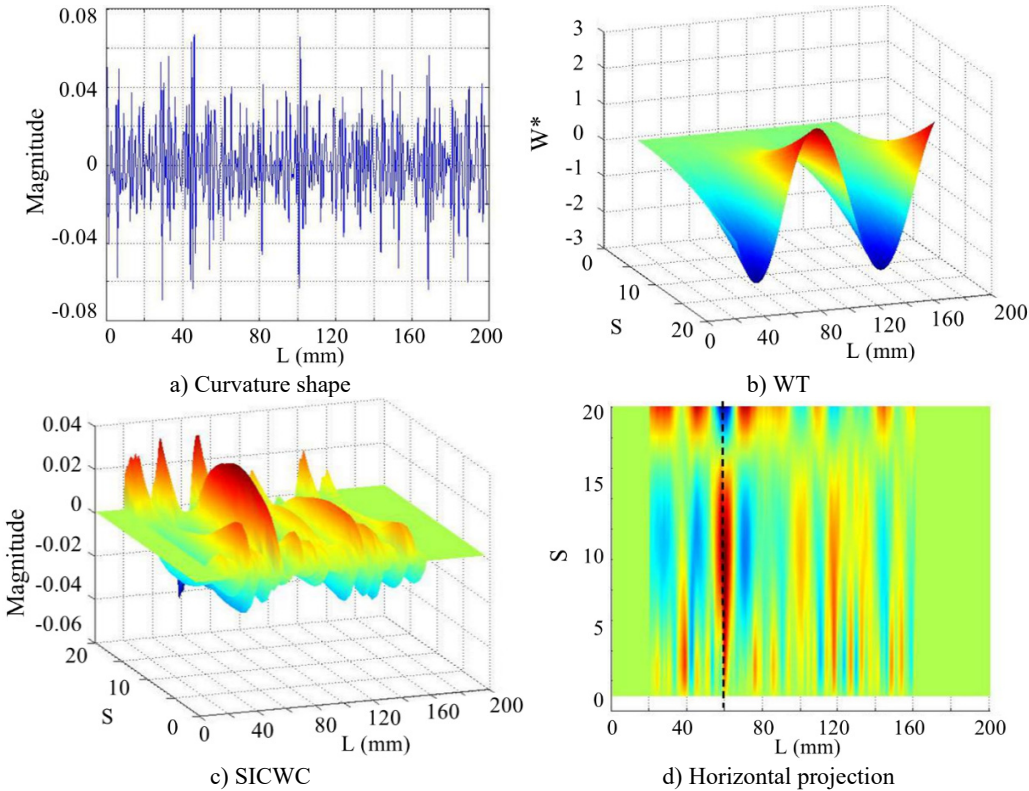 0.08
0.04
0
-0.04
-0.08
Magnitude
0 40 80 120 160 200
L (mm)
a) Curvature shape
3
2
1
0
-1
-2
-3
W*
0
10
20
S
0 40 80 120 160 200
L (mm)
b) WT
0.04
0.02
0
-0.02
-0.04
-0.06
Magnitude
20
10
0
S
0 40 80 120 160 200
L (mm)
c) SICWC
20
15
10
5
0
S
0 40 80 120 160 200
L (mm)
d) Horizontal projection